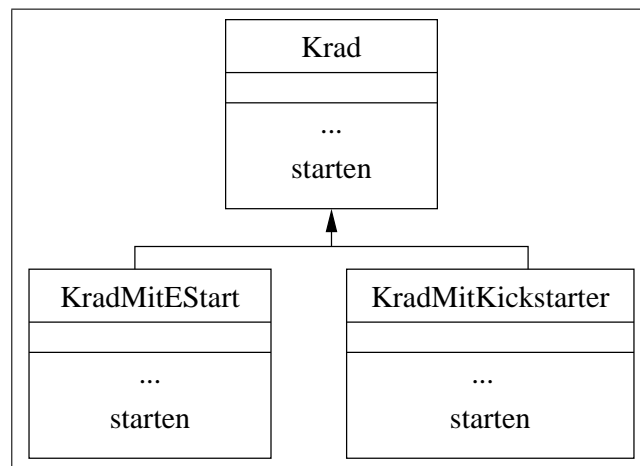 Krad
...
starten
KradMitEStart
...
starten
KradMitKickstarter
...
starten